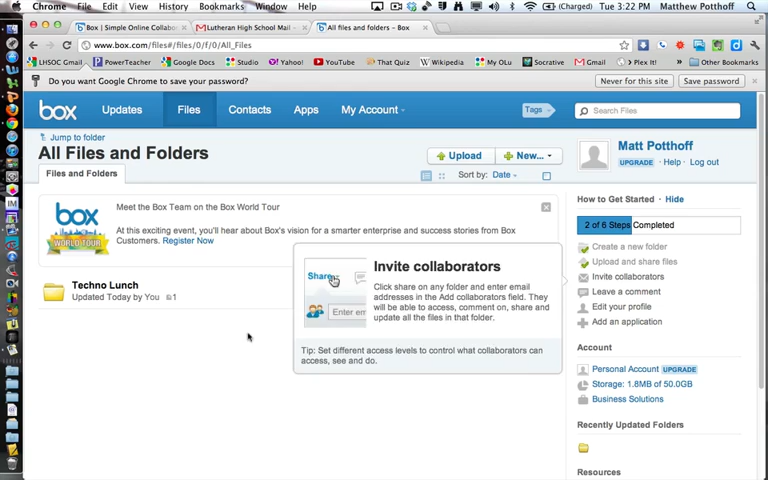 Chrome File Edit View History Bookmarks Window Help (Charged) Tue 3:22 PM Matthew Potthoff
Box | Simple Online Collabo Lutheran High School Mail - All files and folders - Box
www.box.com/files#/files/0/f/0/All_Files
LHSOC Gmail PowerTeacher Google Docs Studio Yahoo! YouTube That Quiz Wikipedia My OLu Socrative Gmail Plex It! » Other Bookmarks
Do you want Google Chrome to save your password? Never for this site Save password
box Updates Files Contacts Apps My Account Tags Search Files
Jump to folder
All Files and Folders
Upload New...
Matt Potthoff
UPGRADE · Help · Log out
Files and Folders
Sort by: Date
Meet the Box Team on the Box World Tour
At this exciting event, you'll hear about Box's vision for a smarter enterprise and success stories from Box
Customers. Register Now
box
WORLD TOUR
Techno Lunch
Updated Today by You 1
Invite collaborators
Click share on any folder and enter email
addresses in the Add collaborators field. They
will be able to access, comment on, share and
update all the files in that folder.
Share
Enter em
Tip: Set different access levels to control what collaborators can
access, see and do.
How to Get Started · Hide
2 of 6 Steps Completed
Create a new folder
Upload and share files
Invite collaborators
Leave a comment
Edit your profile
Add an application
Account
Personal Account UPGRADE
Storage: 1.8MB of 50.0GB
Business Solutions
Recently Updated Folders
Resources